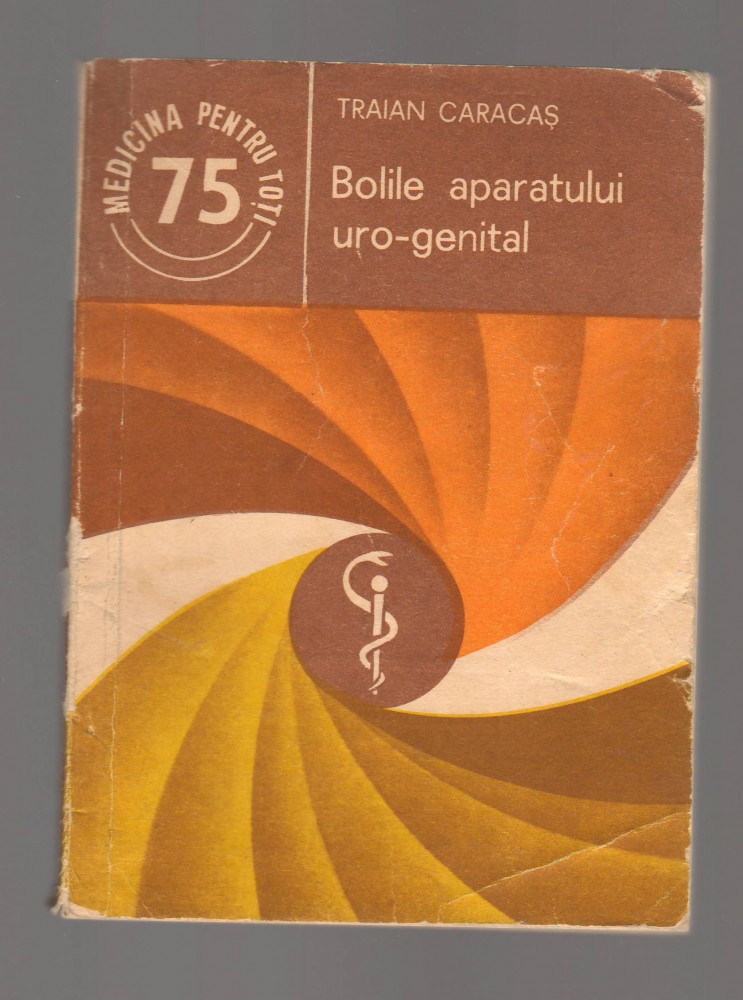 MEDICINA PENTRU TOȚI
75
TRAIAN CARACAȘ
Bolile aparatului
uro-genital